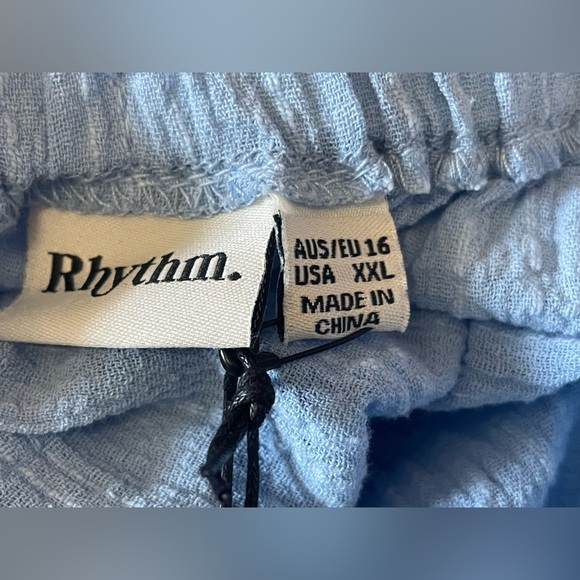 Rhythm.
AUS/EU 16
USA XXL
MADE IN
CHINA